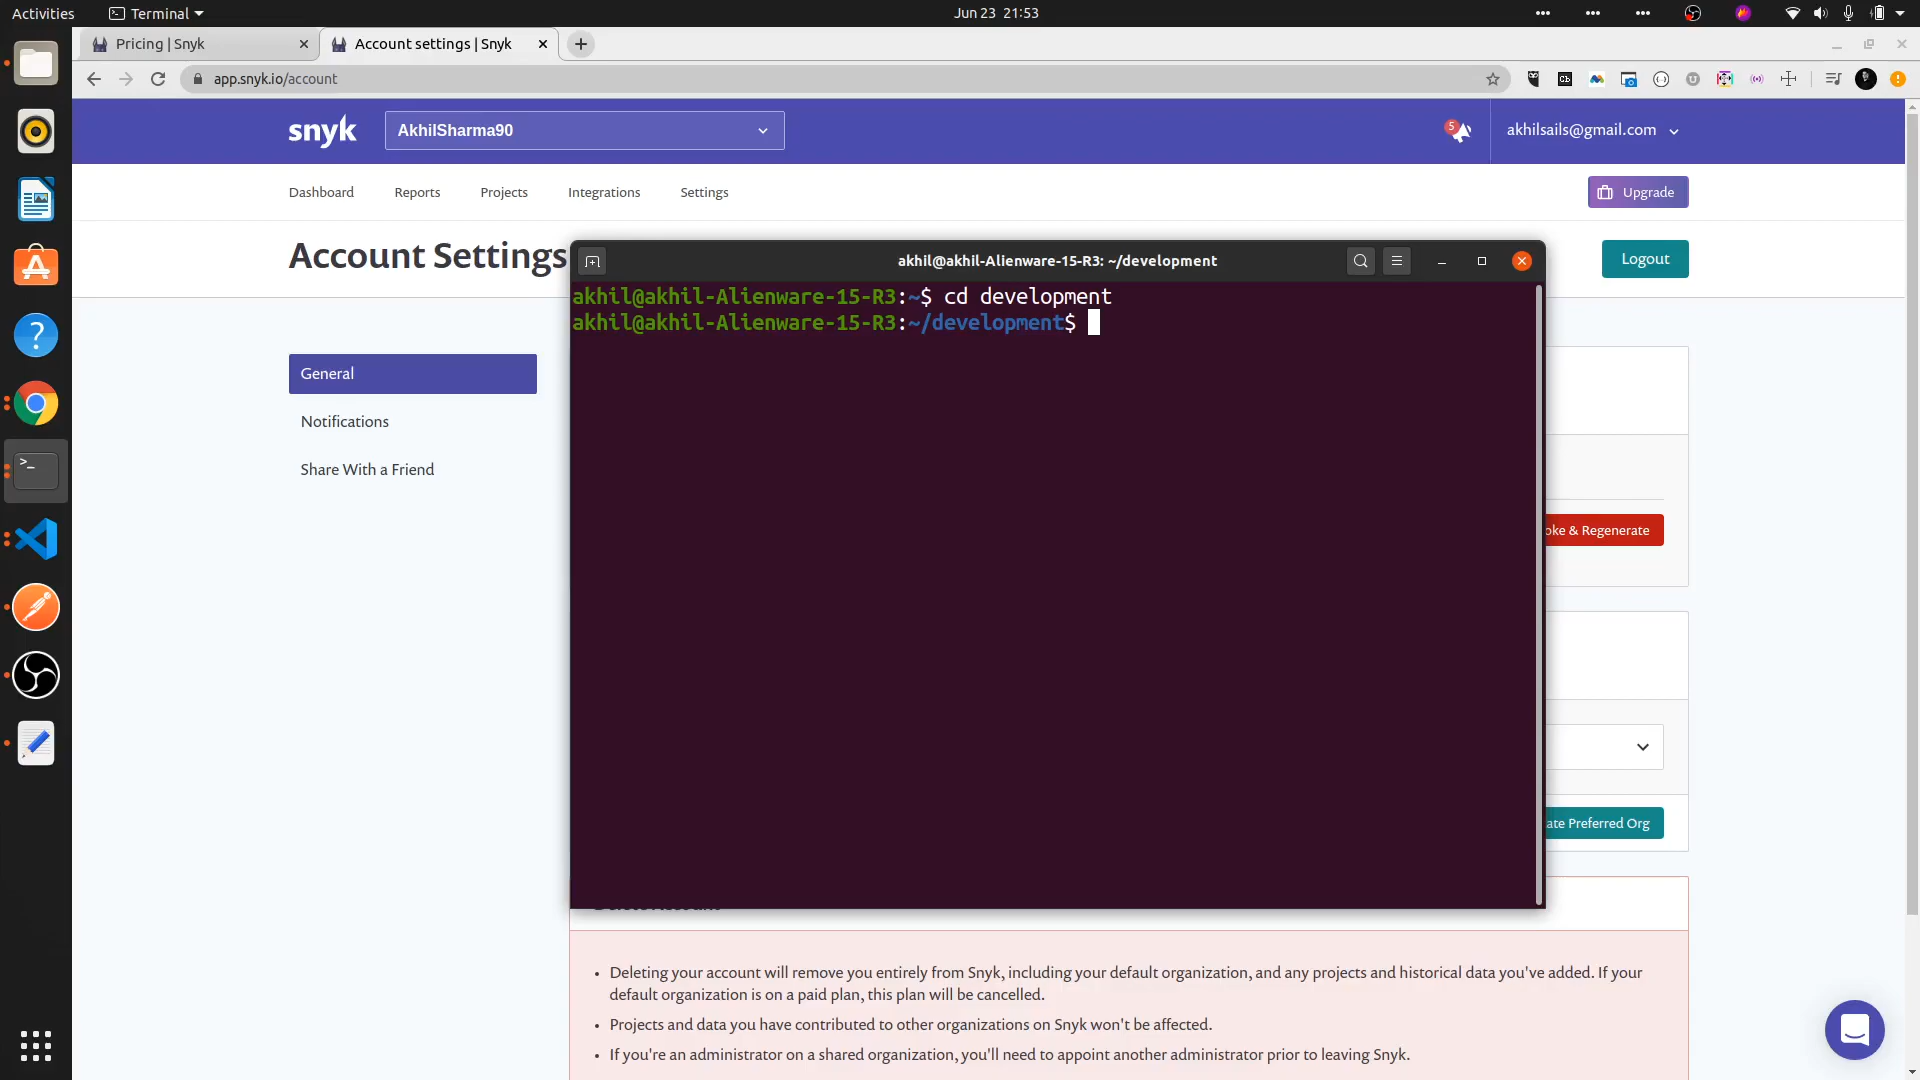 Activities
Terminal
Jun 23 21:53
Pricing | Snyk
Account settings | Snyk
app.snyk.io/account
snyk
AkhilSharma90
5
akhilsails@gmail.com
Dashboard
Reports
Projects
Integrations
Settings
Upgrade
Account Settings
Logout
akhil@akhil-Alienware-15-R3: ~/development
akhil@akhil-Alienware-15-R3:~$ cd development
akhil@akhil-Alienware-15-R3:~/development$
General
Notifications
Share With a Friend
oke & Regenerate
ate Preferred Org
Deleting your account will remove you entirely from Snyk, including your default organization, and any projects and historical data you've added. If your
default organization is on a paid plan, this plan will be cancelled.
Projects and data you have contributed to other organizations on Snyk won't be affected.
If you're an administrator on a shared organization, you'll need to appoint another administrator prior to leaving Snyk.